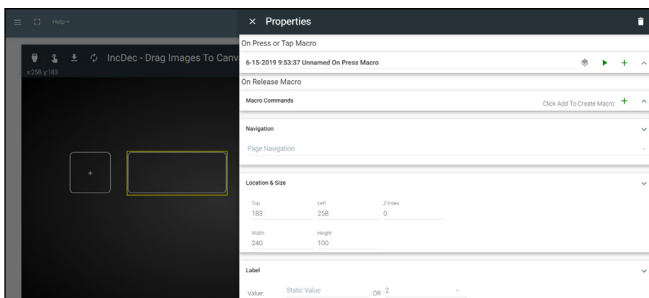 Help
× Properties
IncDec - Drag Images To Canv
x:258 y:183
On Press or Tap Macro
6-15-2019 9:53:37 Unnamed On Press Macro
On Release Macro
Macro Commands
Click Add To Create Macro +
Navigation
Page Navigation
Location & Size
Top Left Z Index
183 258 0
Width Height
240 100
Label
Value: Static Value OR 2
+